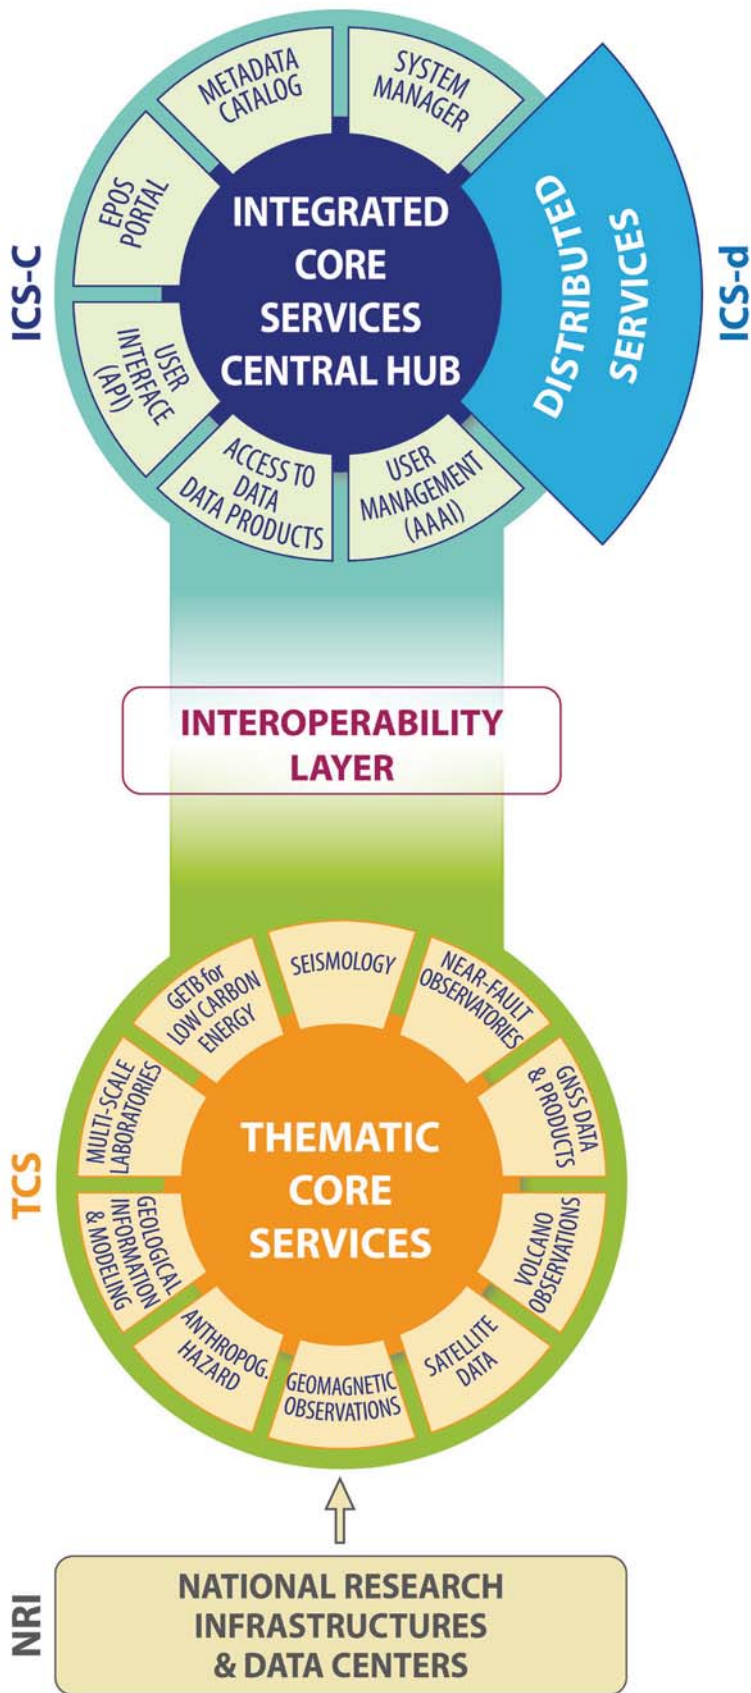 METADATA
CATALOG
SYSTEM
MANAGER
EPOS
PORTAL
INTEGRATED
CORE
SERVICES
CENTRAL HUB
DISTRIBUTED
SERVICES
ICS-C
ICS-d
USER
INTERFACE
(API)
ACCESS TO
DATA
DATA PRODUCTS
USER
MANAGEMENT
(AAAI)
INTEROPERABILITY
LAYER
SEISMOLOGY
GETB for
LOW CARBON
ENERGY
NEAR-FAULT
OBSERVATORIES
MULTI-SCALE
LABORATORIES
GNSS DATA
& PRODUCTS
THEMATIC
CORE
SERVICES
TCS
GEOLOGICAL
INFORMATION
& MODELING
VOLCANO
OBSERVATIONS
ANTHROPOG.
HAZARD
GEOMAGNETIC
OBSERVATIONS
SATELLITE
DATA
NRI
NATIONAL RESEARCH
INFRASTRUCTURES
& DATA CENTERS